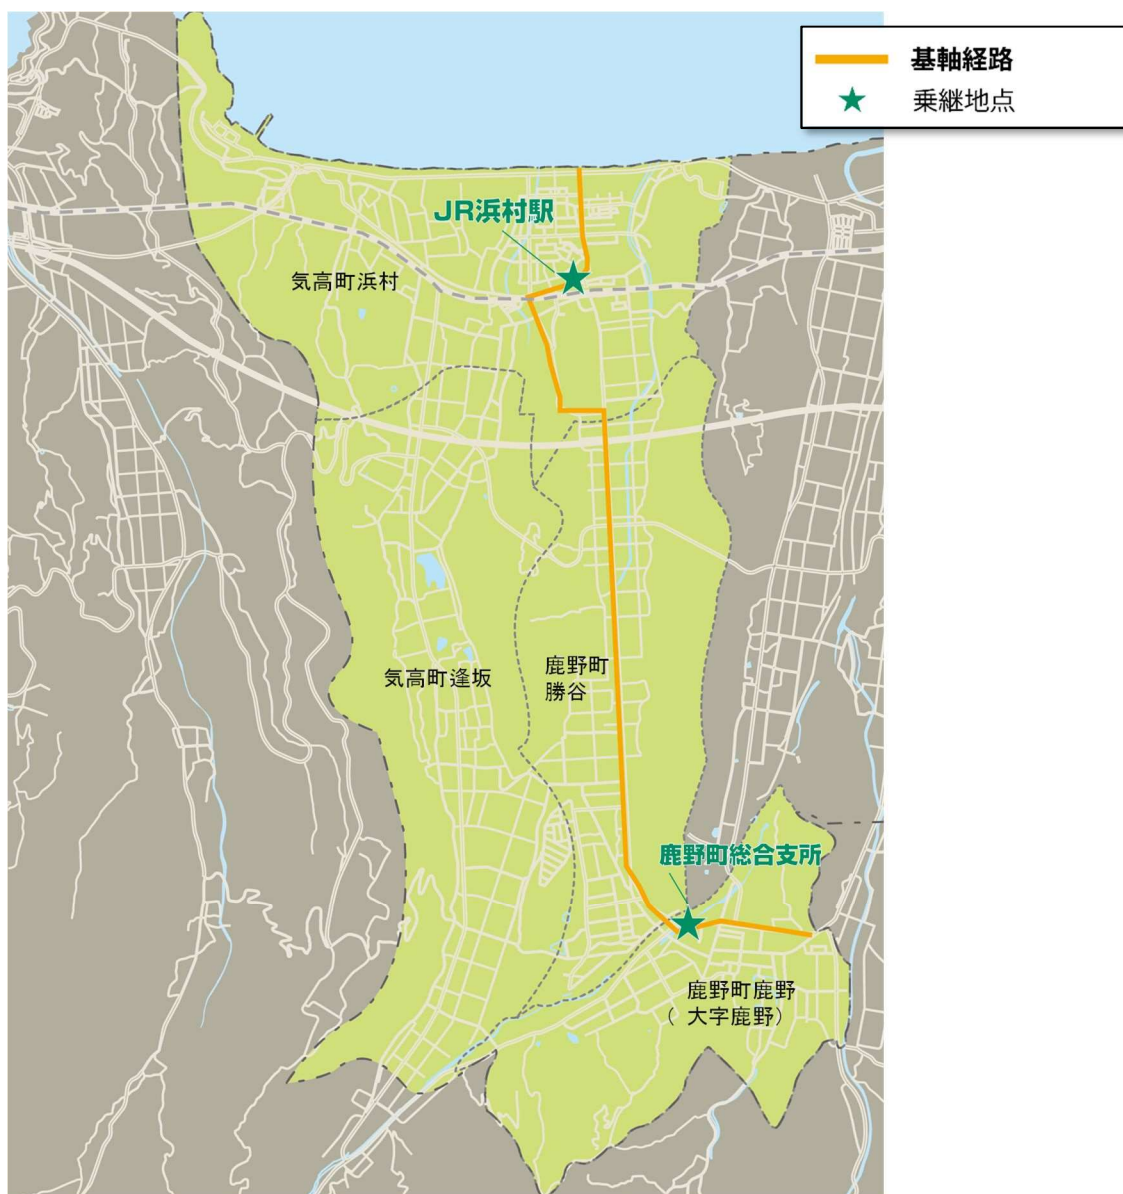 基軸経路
乗継地点
JR浜村駅
気高町浜村
気高町逢坂
鹿野町
勝谷
鹿野町総合支所
鹿野町鹿野
（ 大字鹿野）